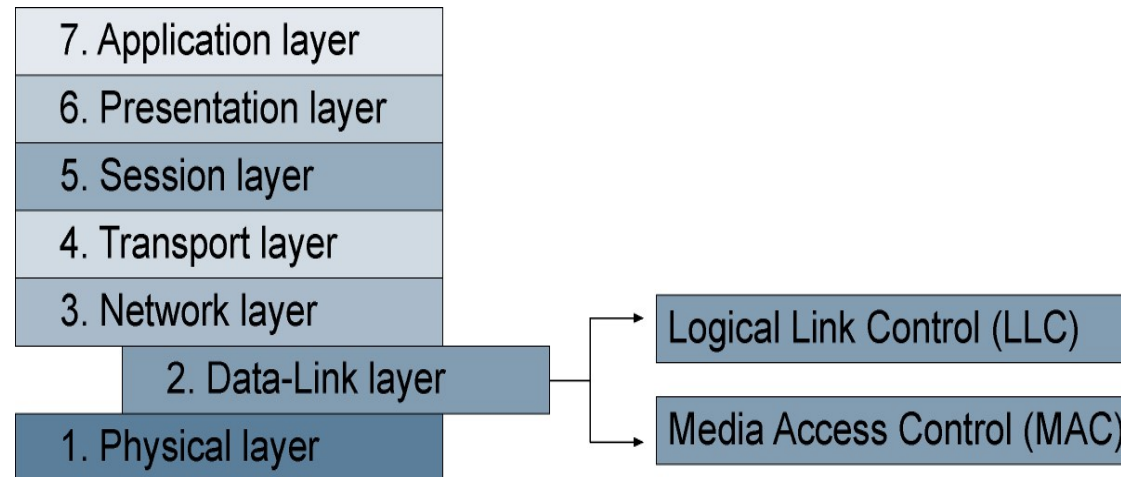 7. Application layer
6. Presentation layer
5. Session layer
4. Transport layer
3. Network layer
2. Data-Link layer
1. Physical layer
Logical Link Control (LLC)
Media Access Control (MAC)